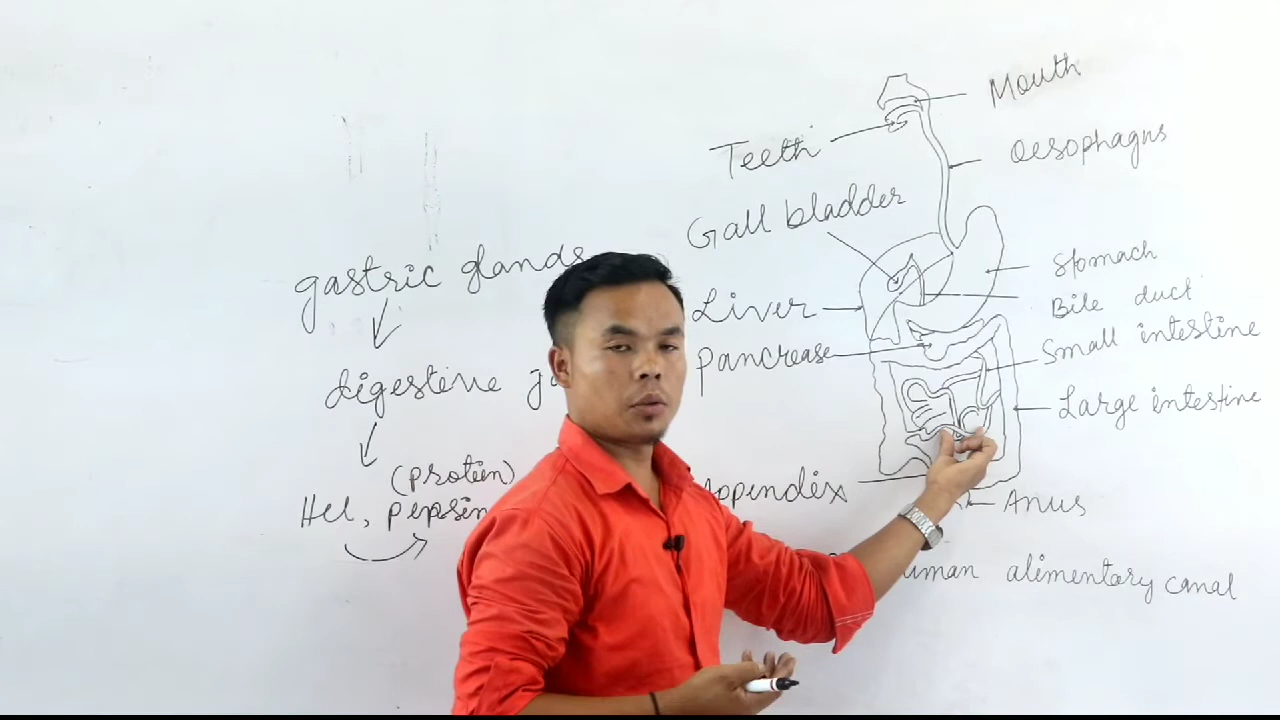 gastric glands
digestive
(protein)
Hcl, pepsin
Mouth
Teeth
Oesophagus
Gall bladder
Stomach
Liver
Bile duct
Small intestine
pancrease
Large intestine
Anus
alimentary canal